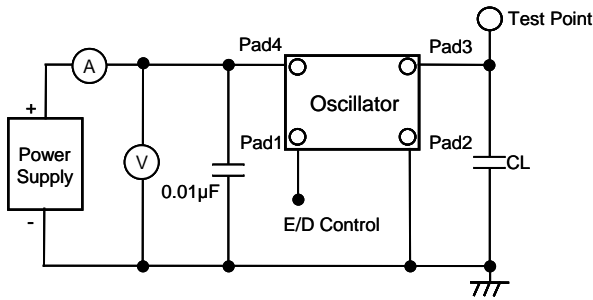 Test Point
Pad4
Pad3
A
Oscillator
+
Power
Supply
-
V
0.01µF
Pad1
Pad2
CL
E/D Control